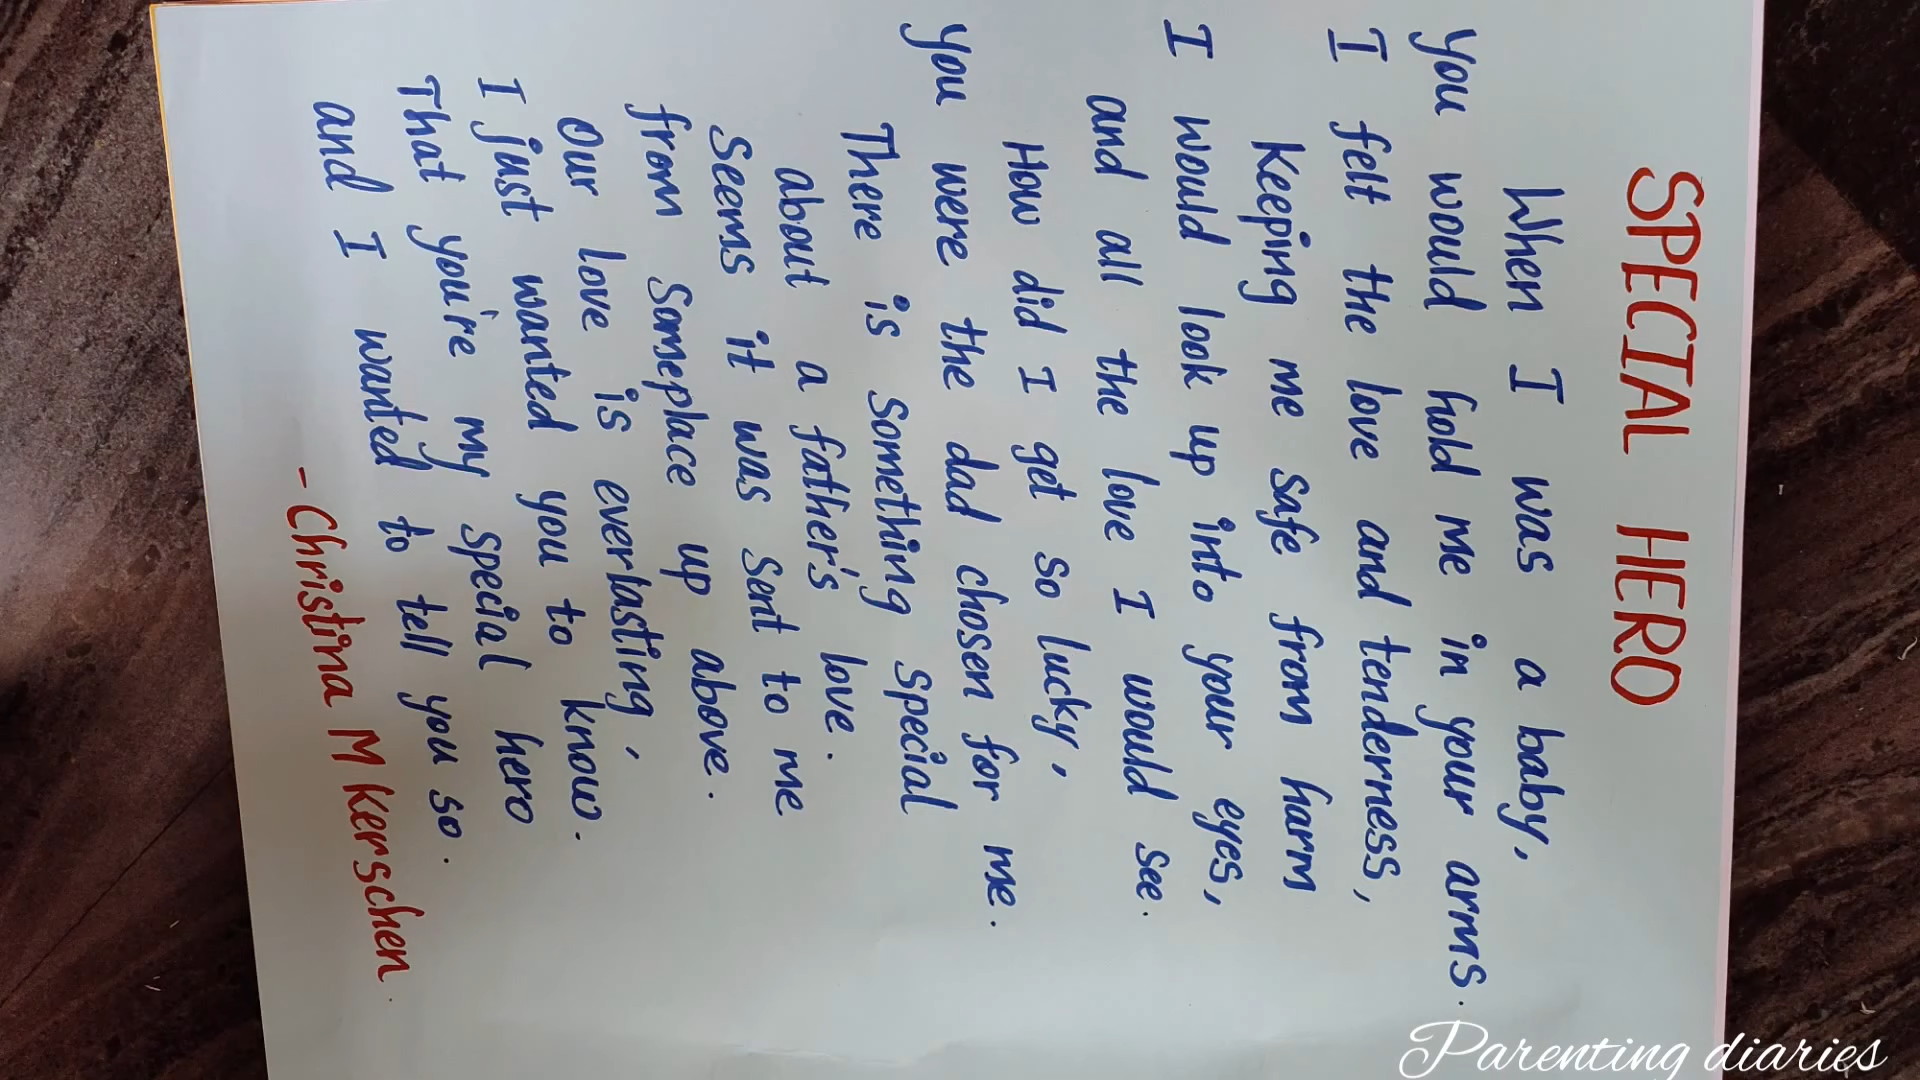 SPECIAL HERO
When I was a baby,
you would hold me in your arms.
I felt the love and tenderness,
Keeping me safe from harm
I would look up into your eyes,
and all the love I would see.
How did I get so lucky,
you were the dad chosen for me.
There is something special
about a father's love.
Seems it was sent to me
from Someplace up above.
Our love is everlasting,
I just wanted you to know.
That you're my special hero
and I wanted to tell you so.
- Christina M Kerschen.
Parenting diaries